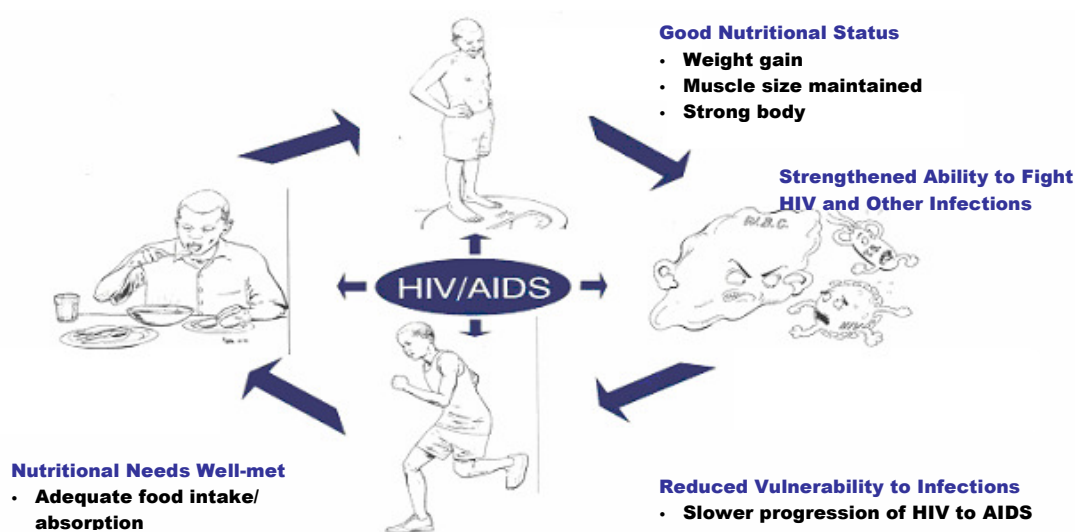 Good Nutritional Status
• Weight gain
• Muscle size maintained
• Strong body
Strengthened Ability to Fight
HIV and Other Infections
W.B.C.
HIV/AIDS
HIV
Nutritional Needs Well-met
• Adequate food intake/
absorption
Reduced Vulnerability to Infections
• Slower progression of HIV to AIDS